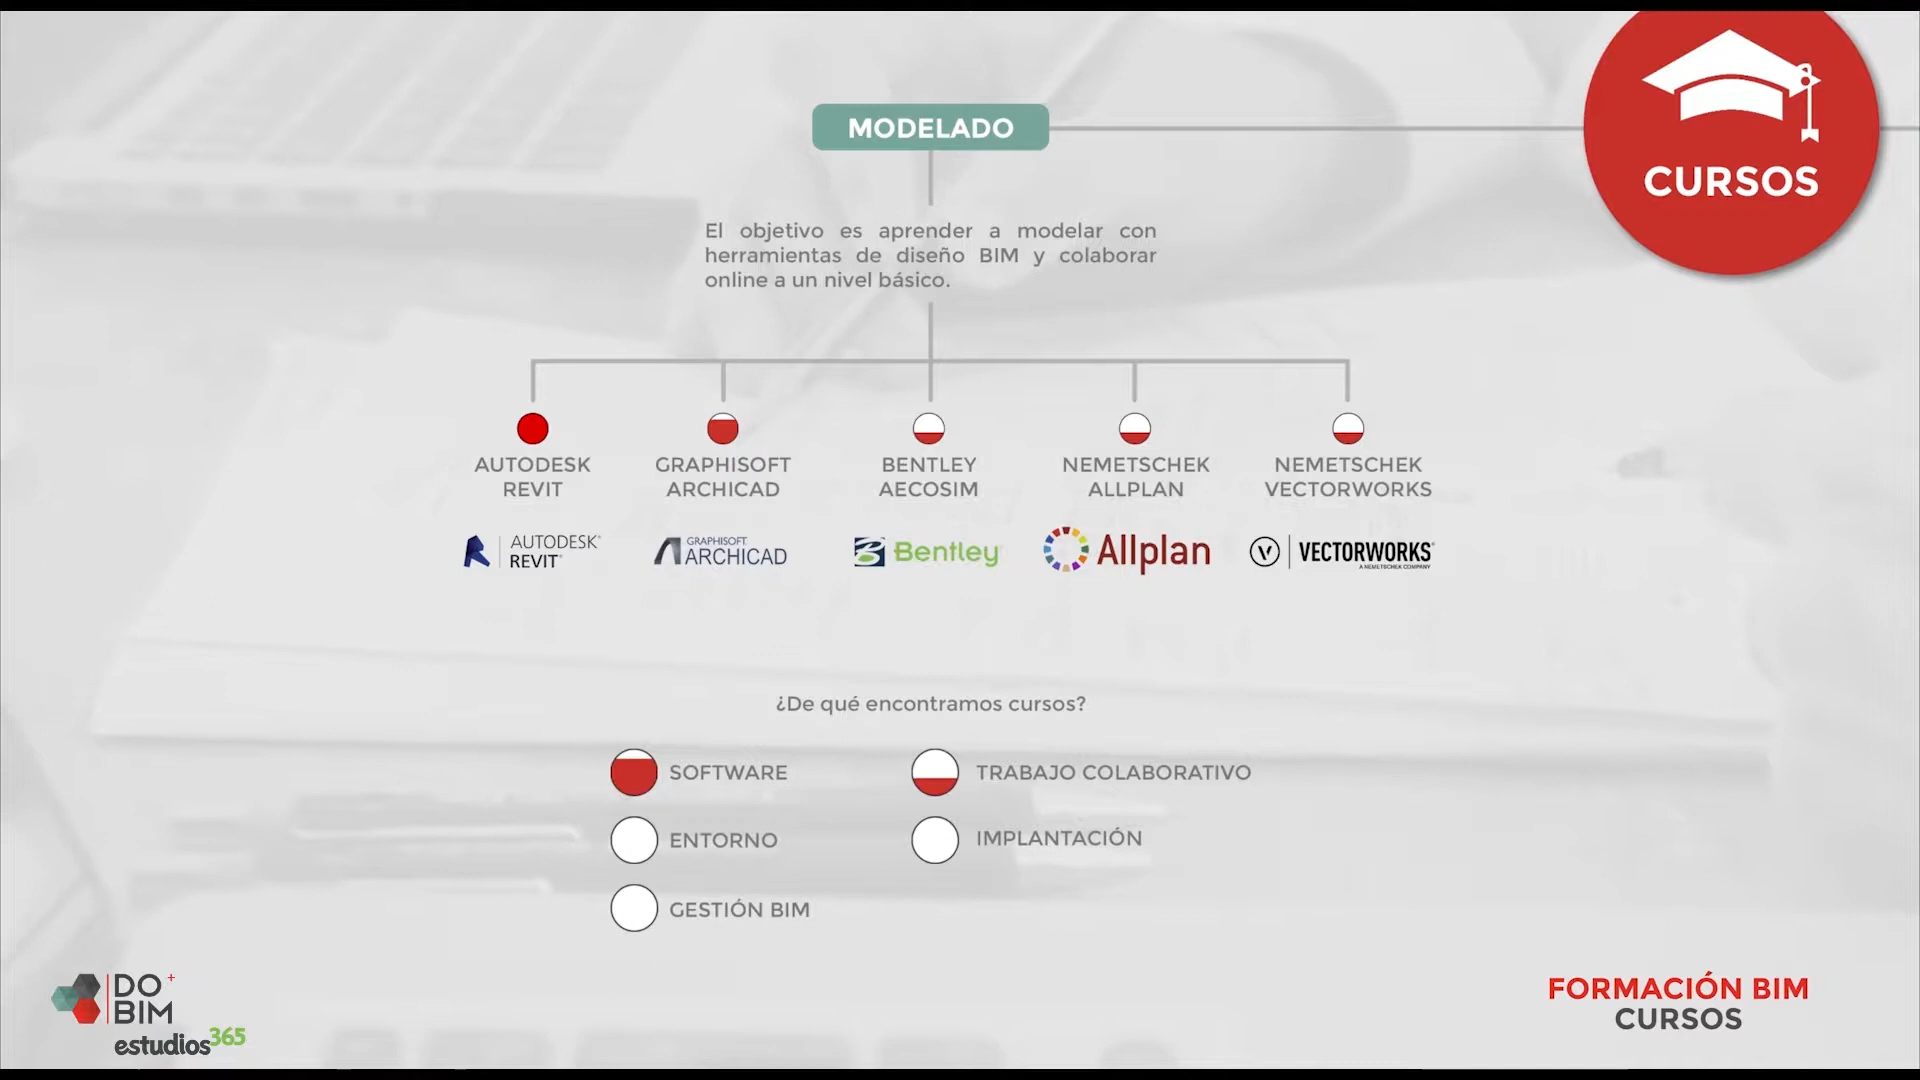 MODELADO
CURSOS
El objetivo es aprender a modelar con
herramientas de diseño BIM y colaborar
online a un nivel básico.
AUTODESK
REVIT
GRAPHISOFT
ARCHICAD
BENTLEY
AECOSIM
NEMETSCHEK
ALLPLAN
NEMETSCHEK
VECTORWORKS
AUTODESK®
REVIT®
GRAPHISOFT
ARCHICAD
Bentley
Allplan
VECTORWORKS®
A NEMETSCHEK COMPANY
¿De qué encontramos cursos?
SOFTWARE
TRABAJO COLABORATIVO
ENTORNO
IMPLANTACIÓN
GESTIÓN BIM
DO+
BIM
estudios365
FORMACIÓN BIM
CURSOS